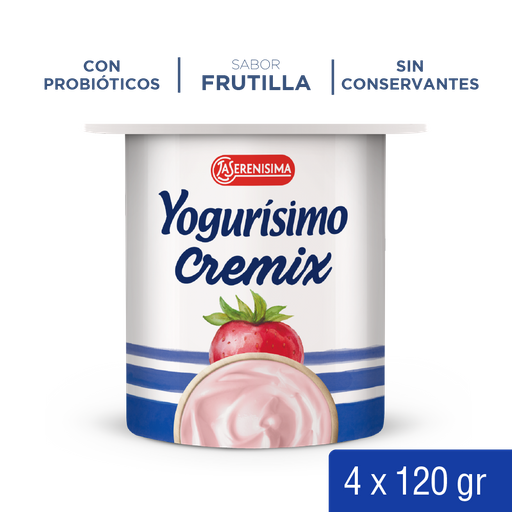 CON
PROBIÓTICOS
SABOR
FRUTILLA
SIN
CONSERVANTES
LA SERENISIMA
Yogurísimo
Cremix
4 x 120 gr